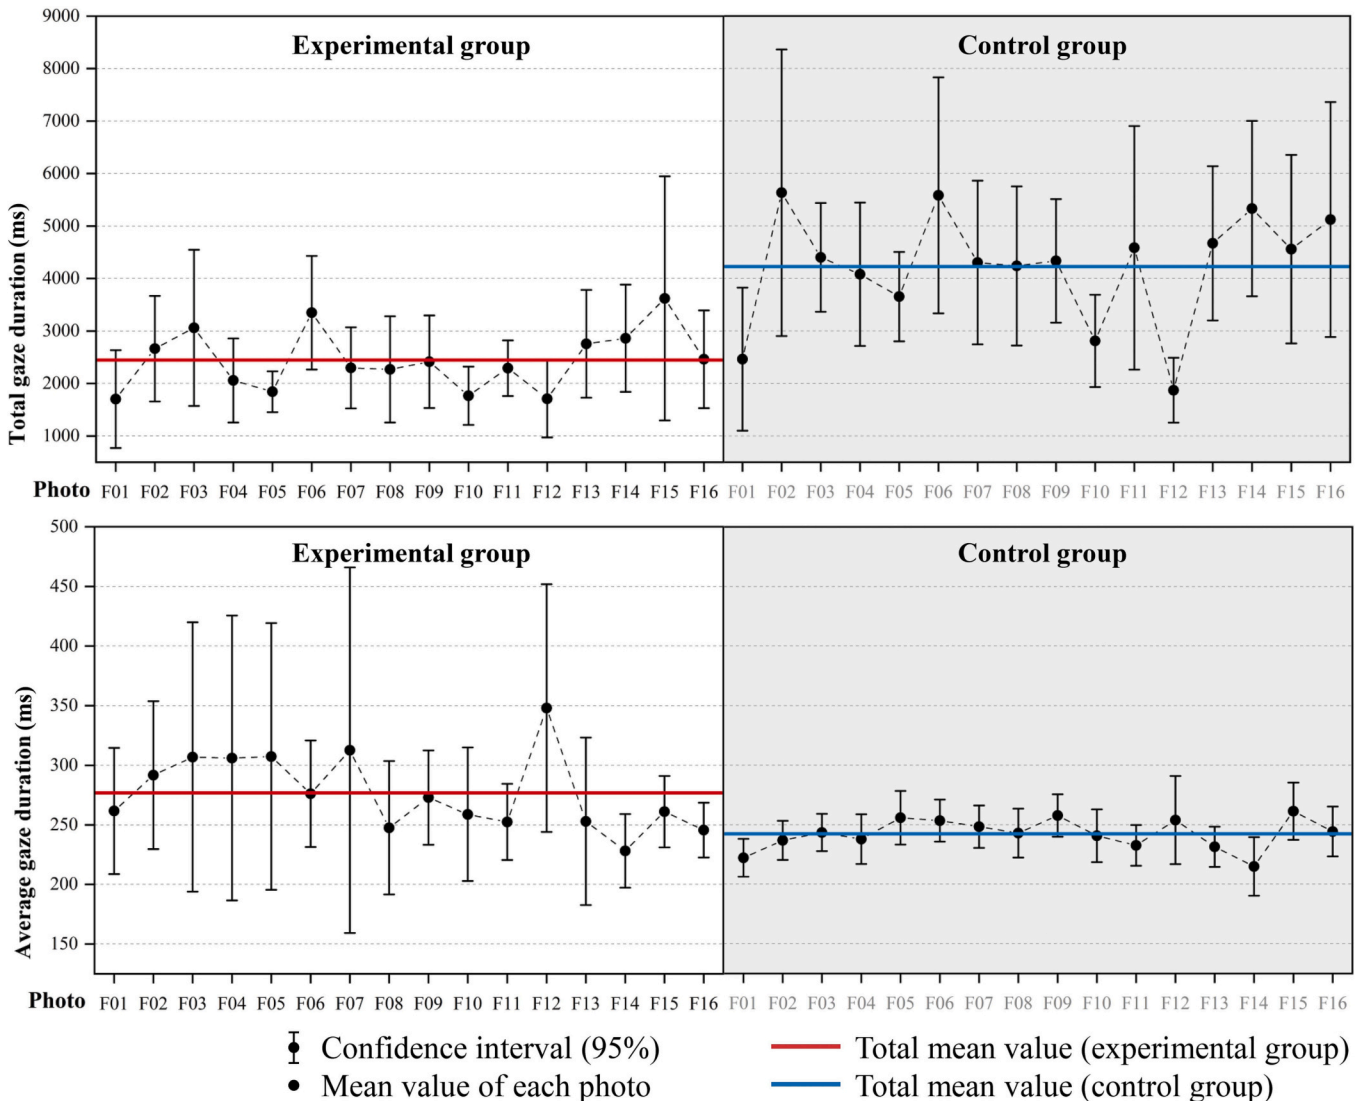 Experimental group
Control group
Total gaze duration (ms)
9000
8000
7000
6000
5000
4000
3000
2000
1000
Photo F01 F02 F03 F04 F05 F06 F07 F08 F09 F10 F11 F12 F13 F14 F15 F16 F01 F02 F03 F04 F05 F06 F07 F08 F09 F10 F11 F12 F13 F14 F15 F16
Experimental group
Control group
Average gaze duration (ms)
500
450
400
350
300
250
200
150
Photo F01 F02 F03 F04 F05 F06 F07 F08 F09 F10 F11 F12 F13 F14 F15 F16 F01 F02 F03 F04 F05 F06 F07 F08 F09 F10 F11 F12 F13 F14 F15 F16
Confidence interval (95%)
Total mean value (experimental group)
Mean value of each photo
Total mean value (control group)